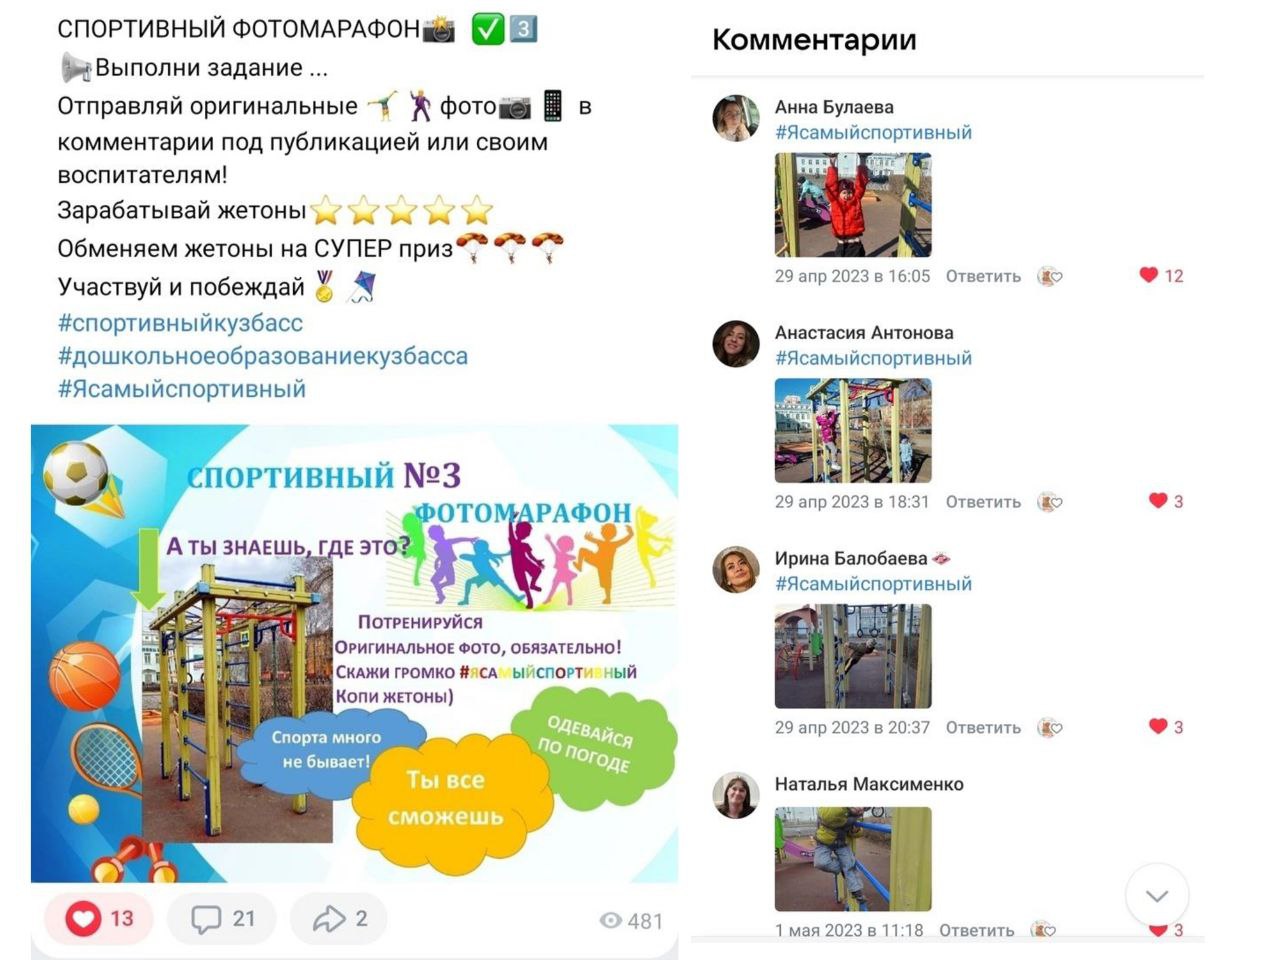 СПОРТИВНЫЙ ФОТОМАРАФОН📸 ✅3️⃣
📢Выполни задание ...
Отправляй оригинальные 🤸🕺фото📷📱 в
комментарии под публикацией или своим
воспитателям!
Зарабатывай жетоны⭐⭐⭐⭐⭐
Обменяем жетоны на СУПЕР приз🪂🪂🪂
Участвуй и побеждай🏅🪁
#спортивныйкузбасс
#дошкольноеобразованиекузбасса
#Ясамыйспортивный
СПОРТИВНЫЙ №3
ФОТОМАРАФОН
А ТЫ ЗНАЕШЬ, ГДЕ ЭТО?
ПОТРЕНИРУЙСЯ
ОРИГИНАЛЬНОЕ ФОТО, ОБЯЗАТЕЛЬНО!
СКАЖИ ГРОМКО #ЯСАМЫЙСПОРТИВНЫЙ
КОПИ ЖЕТОНЫ)
Спорта много
не бывает!
Ты все
сможешь
ОДЕВАЙСЯ
ПО ПОГОДЕ
13 21 2 481
Комментарии
Анна Булаева
#Ясамыйспортивный
29 апр 2023 в 16:05 Ответить 12
Анастасия Антонова
#Ясамыйспортивный
29 апр 2023 в 18:31 Ответить 3
Ирина Балобаева
#Ясамыйспортивный
29 апр 2023 в 20:37 Ответить 3
Наталья Максименко
1 мая 2023 в 11:18 Ответить 3